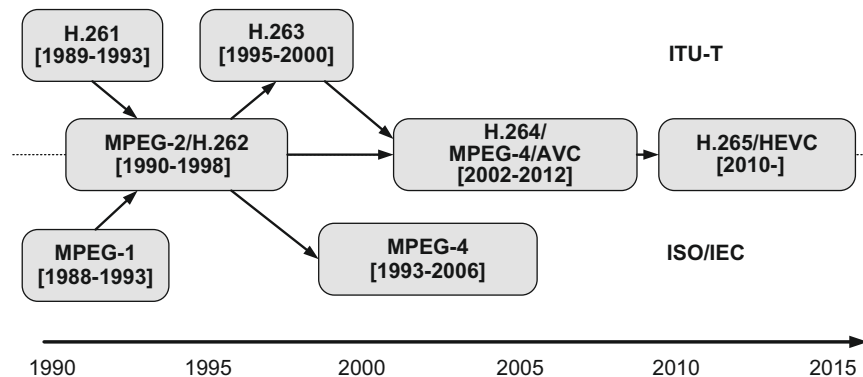 H.261
[1989-1993]
H.263
[1995-2000]
ITU-T
MPEG-2/H.262
[1990-1998]
H.264/
MPEG-4/AVC
[2002-2012]
H.265/HEVC
[2010-]
MPEG-1
[1988-1993]
MPEG-4
[1993-2006]
ISO/IEC
1990 1995 2000 2005 2010 2015